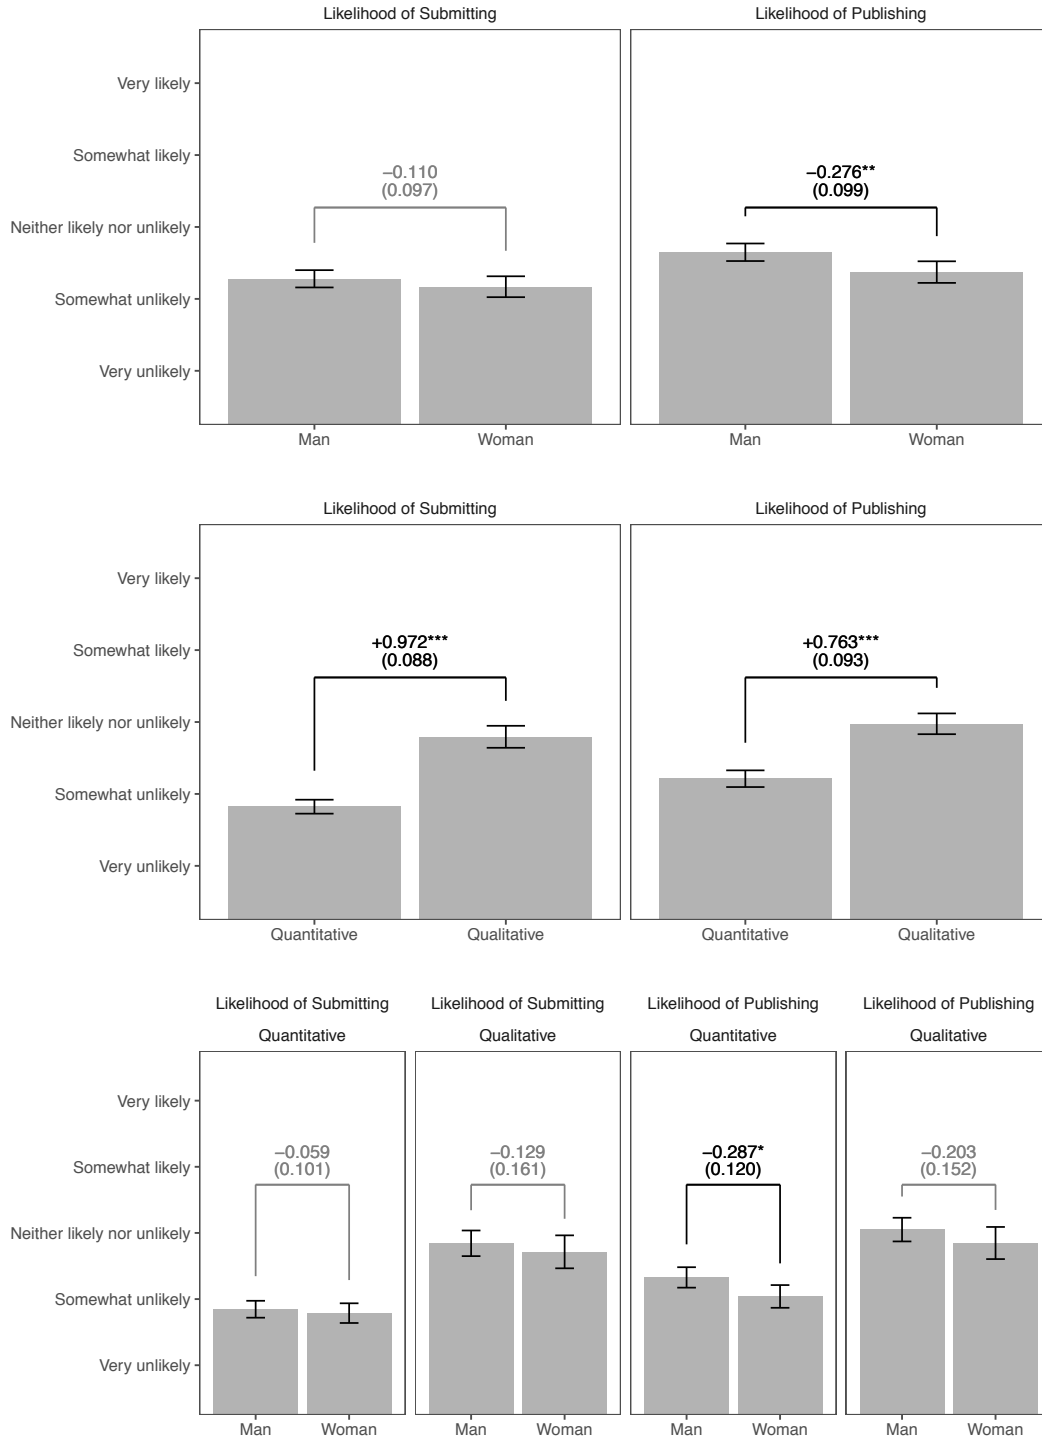 Likelihood of Submitting
Likelihood of Publishing
Very likely
Somewhat likely
Neither likely nor unlikely
Somewhat unlikely
Very unlikely
−0.110
(0.097)
−0.276**
(0.099)
Man
Woman
Man
Woman
Likelihood of Submitting
Likelihood of Publishing
Very likely
Somewhat likely
Neither likely nor unlikely
Somewhat unlikely
Very unlikely
+0.972***
(0.088)
+0.763***
(0.093)
Quantitative
Qualitative
Quantitative
Qualitative
Likelihood of Submitting
Likelihood of Submitting
Likelihood of Publishing
Likelihood of Publishing
Quantitative
Qualitative
Quantitative
Qualitative
Very likely
Somewhat likely
Neither likely nor unlikely
Somewhat unlikely
Very unlikely
−0.059
(0.101)
−0.129
(0.161)
−0.287*
(0.120)
−0.203
(0.152)
Man
Woman
Man
Woman
Man
Woman
Man
Woman